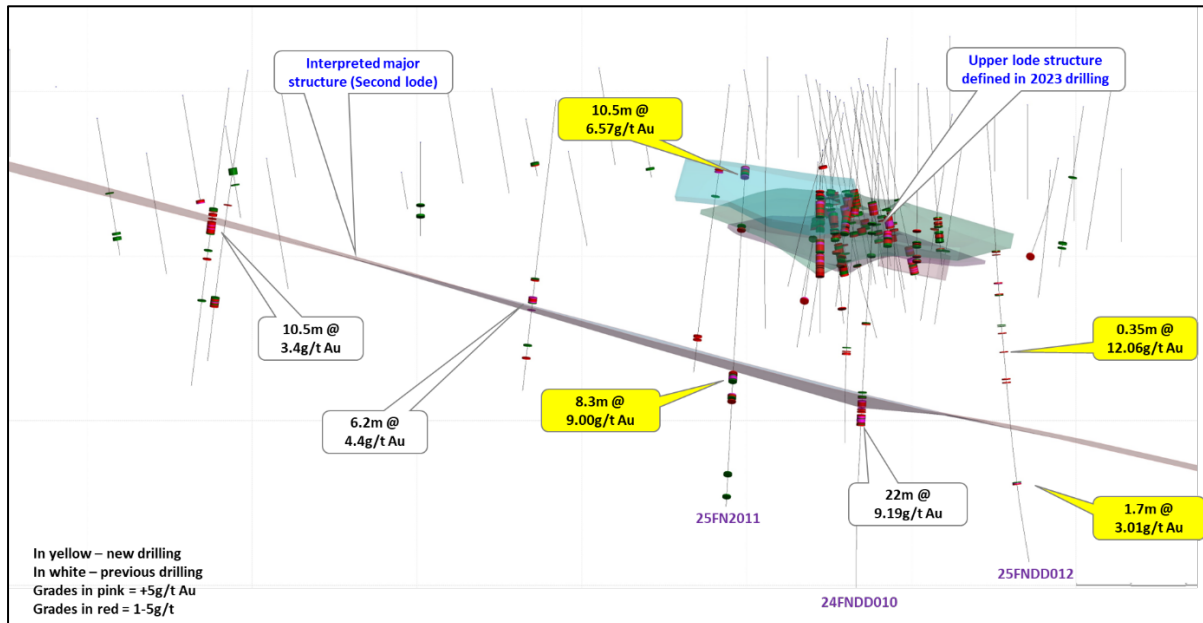 Interpreted major
structure (Second lode)
10.5m @
6.57g/t Au
Upper lode structure
defined in 2023 drilling
10.5m @
3.4g/t Au
6.2m @
4.4g/t Au
8.3m @
9.00g/t Au
22m @
9.19g/t Au
0.35m @
12.06g/t Au
1.7m @
3.01g/t Au
25FN2011
24FNDD010
25FNDD012
In yellow – new drilling
In white – previous drilling
Grades in pink = +5g/t Au
Grades in red = 1-5g/t